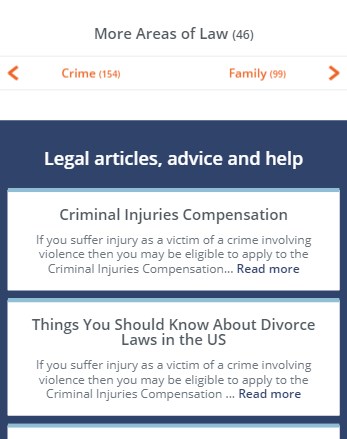 More Areas of Law (46)
Crime (154) Family (99)
Legal articles, advice and help
Criminal Injuries Compensation
If you suffer injury as a victim of a crime involving
violence then you may be eligible to apply to the
Criminal Injuries Compensation... Read more
Things You Should Know About Divorce
Laws in the US
If you suffer injury as a victim of a crime involving
violence then you may be eligible to apply to the
Criminal Injuries Compensation ... Read more